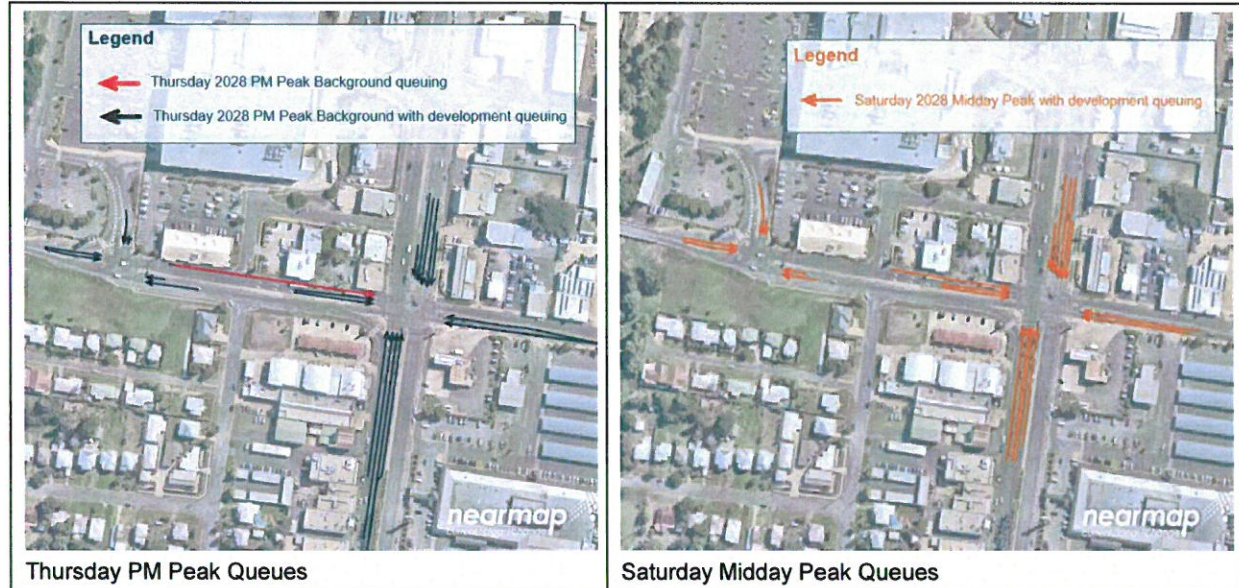 Legend
Thursday 2028 PM Peak Background queuing
Thursday 2028 PM Peak Background with development queuing
nearmap
Thursday PM Peak Queues
Legend
Saturday 2028 Midday Peak with development queuing
nearmap
Saturday Midday Peak Queues